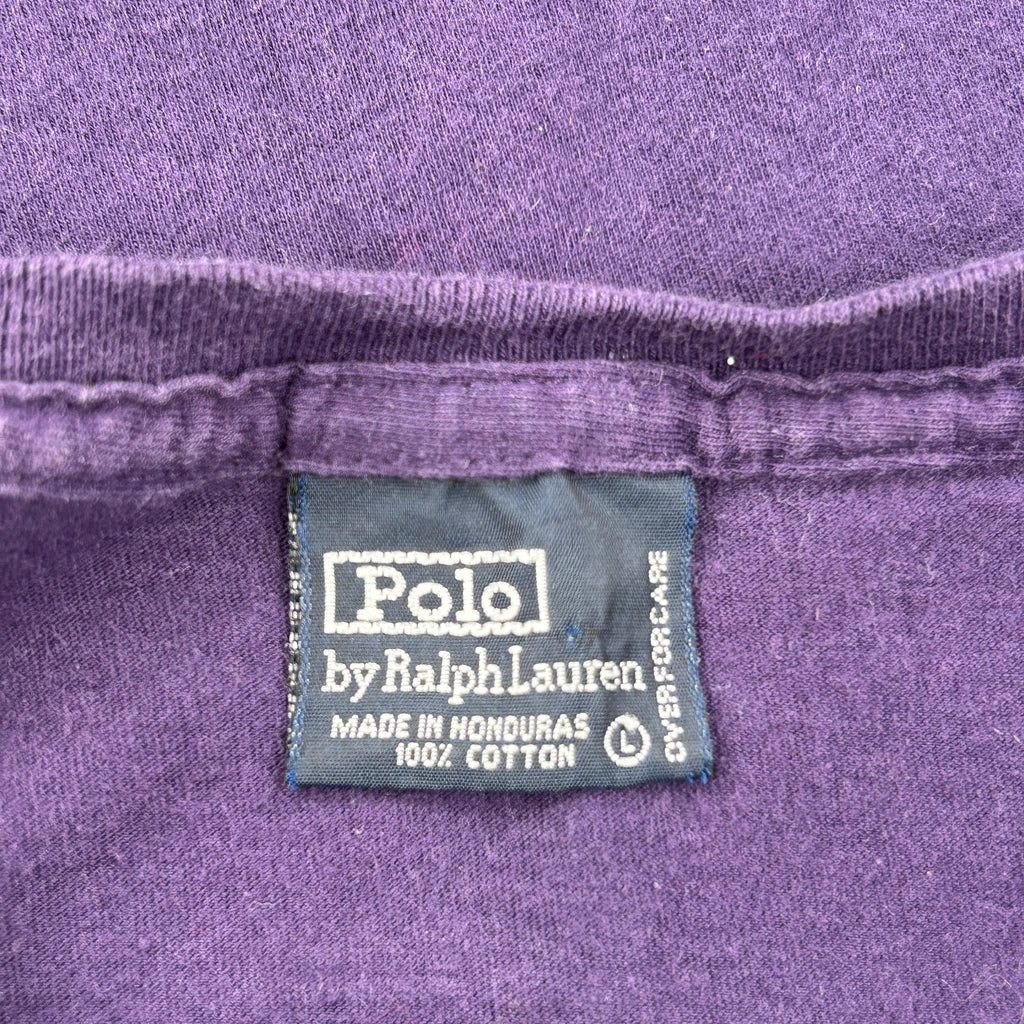 Polo
by Ralph Lauren
MADE IN HONDURAS
100% COTTON
L
OVER FOR CARE